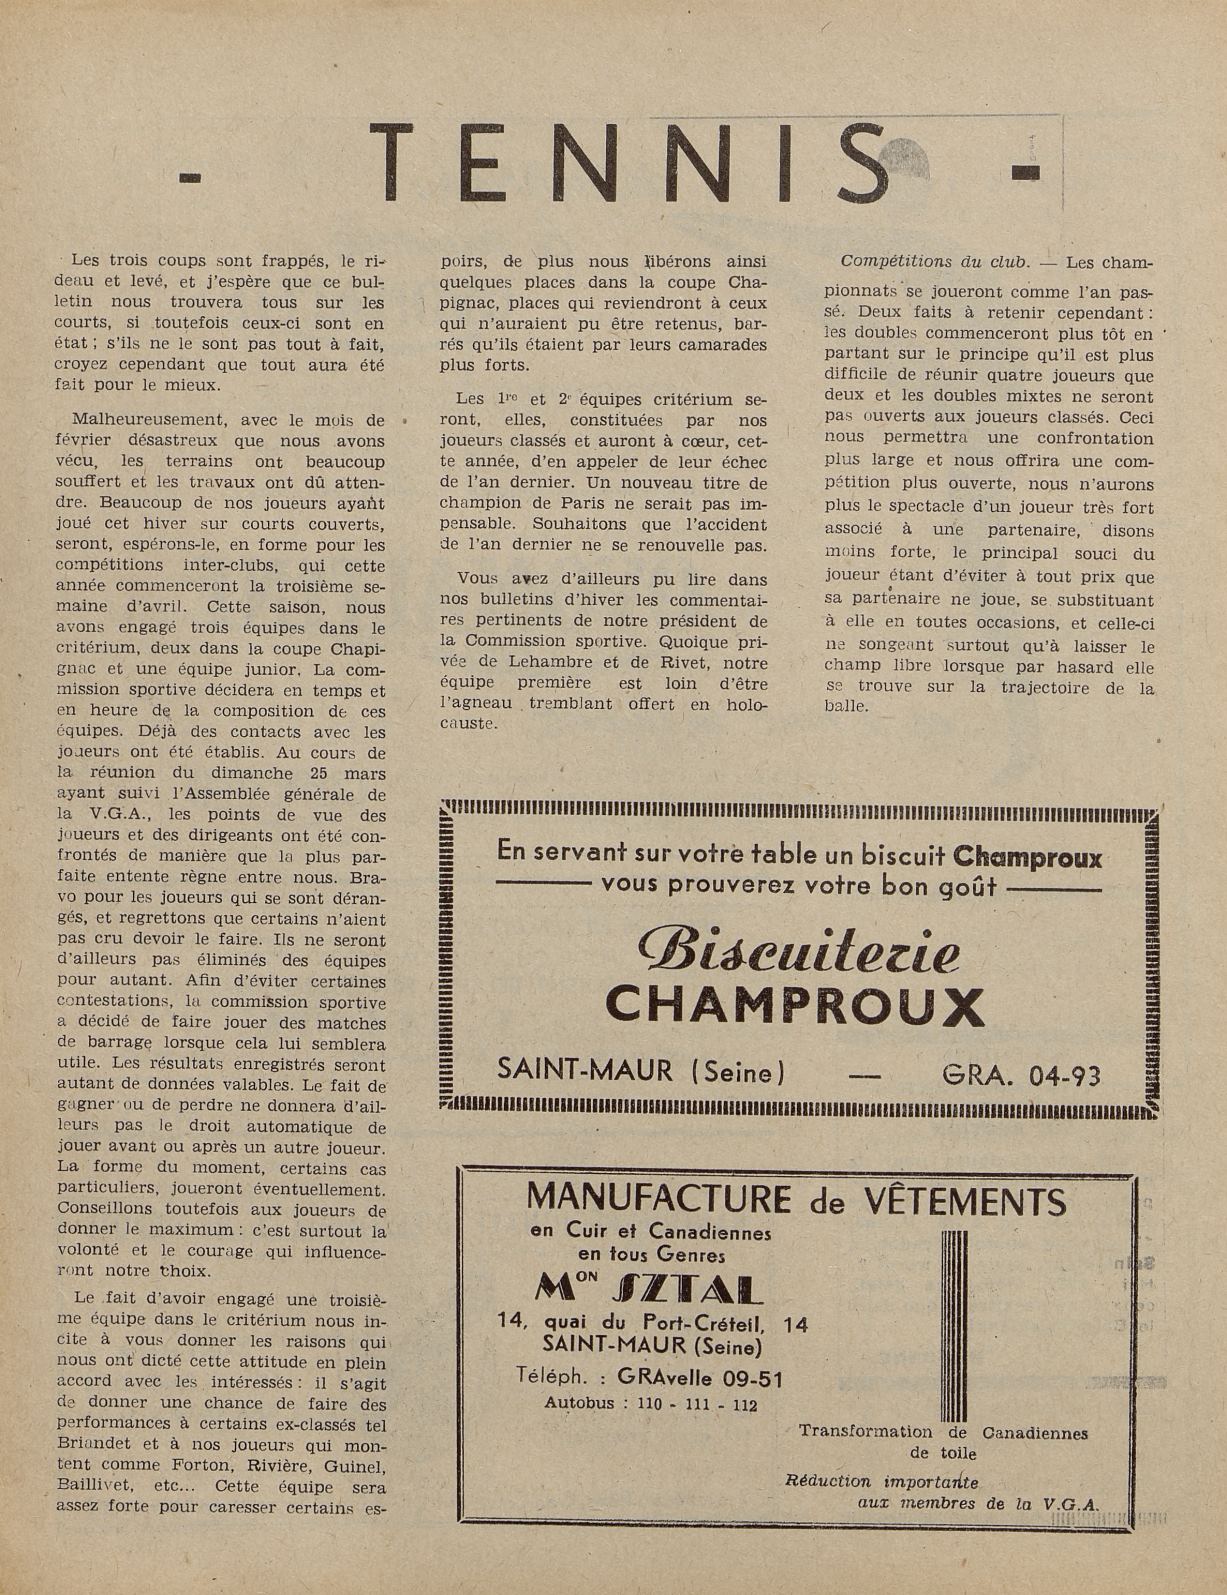 - TENNIS -
Les trois coups sont frappés, le ri-
deau et levé, et j'espère que ce bul-
letin nous trouvera tous sur les
courts, si toutefois ceux-ci sont en
état ; s'ils ne le sont pas tout à fait,
croyez cependant que tout aura été
fait pour le mieux.
Malheureusement, avec le mois de
février désastreux que nous avons
vécu, les terrains ont beaucoup
souffert et les travaux ont dû atten-
dre. Beaucoup de nos joueurs ayant
joué cet hiver sur courts couverts,
seront, espérons-le, en forme pour les
compétitions inter-clubs, qui cette
année commenceront la troisième se-
maine d'avril. Cette saison, nous
avons engagé trois équipes dans le
critérium, deux dans la coupe Chapi-
gnac et une équipe junior. La com-
mission sportive décidera en temps et
en heure de la composition de ces
équipes. Déjà des contacts avec les
joueurs ont été établis. Au cours de
la réunion du dimanche 25 mars
ayant suivi l'Assemblée générale de
la V.G.A., les points de vue des
joueurs et des dirigeants ont été con-
frontés de manière que la plus par-
faite entente règne entre nous. Bra-
vo pour les joueurs qui se sont déran-
gés, et regrettons que certains n'aient
pas cru devoir le faire. Ils ne seront
d'ailleurs pas éliminés des équipes
pour autant. Afin d'éviter certaines
contestations, la commission sportive
a décidé de faire jouer des matches
de barrage lorsque cela lui semblera
utile. Les résultats enregistrés seront
autant de données valables. Le fait de
gagner ou de perdre ne donnera d'ail-
leurs pas le droit automatique de
jouer avant ou après un autre joueur.
La forme du moment, certains cas
particuliers, joueront éventuellement.
Conseillons toutefois aux joueurs de
donner le maximum : c'est surtout la
volonté et le courage qui influence-
ront notre choix.
Le fait d'avoir engagé une troisiè-
me équipe dans le critérium nous in-
cite à vous donner les raisons qui
nous ont dicté cette attitude en plein
accord avec les intéressés : il s'agit
de donner une chance de faire des
performances à certains ex-classés tel
Briandet et à nos joueurs qui mon-
tent comme Forton, Rivière, Guinel,
Baillivet, etc... Cette équipe sera
assez forte pour caresser certains es-
poirs, de plus nous libérons ainsi
quelques places dans la coupe Cha-
pignac, places qui reviendront à ceux
qui n'auraient pu être retenus, bar-
rés qu'ils étaient par leurs camarades
plus forts.
Les 1re et 2e équipes critérium se-
ront, elles, constituées par nos
joueurs classés et auront à cœur, cet-
te année, d'en appeler de leur échec
de l'an dernier. Un nouveau titre de
champion de Paris ne serait pas im-
pensable. Souhaitons que l'accident
de l'an dernier ne se renouvelle pas.
Vous avez d'ailleurs pu lire dans
nos bulletins d'hiver les commentai-
res pertinents de notre président de
la Commission sportive. Quoique pri-
vée de Lehambre et de Rivet, notre
équipe première est loin d'être
l'agneau tremblant offert en holo-
causte.
Compétitions du club. — Les cham-
pionnats se joueront comme l'an pas-
sé. Deux faits à retenir cependant :
les doubles commenceront plus tôt en
partant sur le principe qu'il est plus
difficile de réunir quatre joueurs que
deux et les doubles mixtes ne seront
pas ouverts aux joueurs classés. Ceci
nous permettra une confrontation
plus large et nous offrira une com-
pétition plus ouverte, nous n'aurons
plus le spectacle d'un joueur très fort
associé à une partenaire, disons
moins forte, le principal souci du
joueur étant d'éviter à tout prix que
sa partenaire ne joue, se substituant
à elle en toutes occasions, et celle-ci
ne songeant surtout qu'à laisser le
champ libre lorsque par hasard elle
se trouve sur la trajectoire de la
balle.
En servant sur votre table un biscuit Champroux
vous prouverez votre bon goût
Biscuiterie
CHAMPROUX
SAINT-MAUR (Seine) — GRA. 04-93
MANUFACTURE de VÊTEMENTS
en Cuir et Canadiennes
en tous Genres
MON SZTAL
14, quai du Port-Créteil, 14
SAINT-MAUR (Seine)
Téléph. : GRAvelle 09-51
Autobus : 110 - 111 - 112
Transformation de Canadiennes
de toile
Réduction importante
aux membres de la V.G.A.